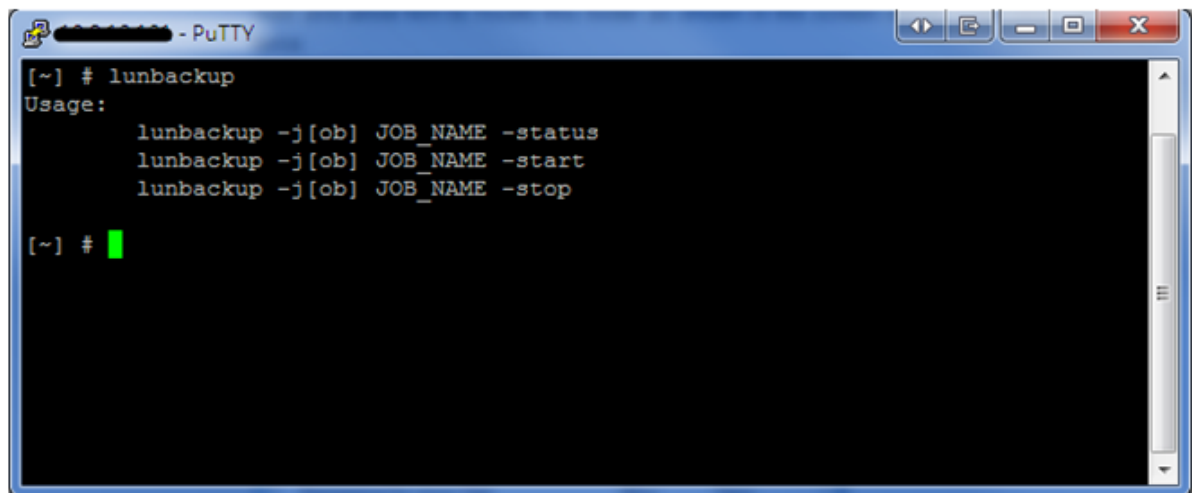 - PuTTY
[~] # lunbackup
Usage:
lunbackup -j[ob] JOB_NAME -status
lunbackup -j[ob] JOB_NAME -start
lunbackup -j[ob] JOB_NAME -stop
[~] #